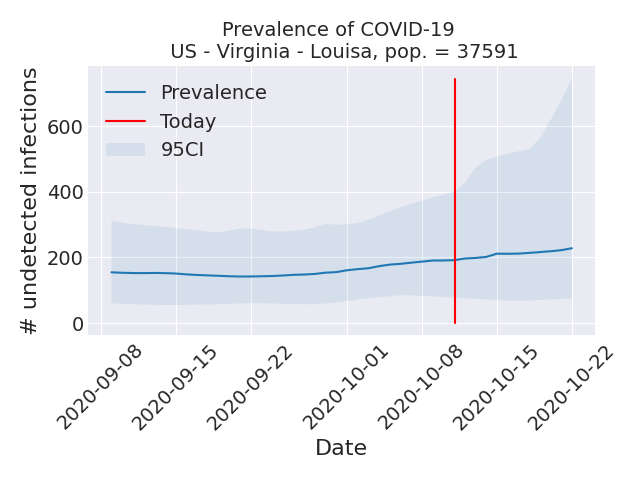 Prevalence of COVID-19
US - Virginia - Louisa, pop. = 37591
# undetected infections
600
400
200
0
Prevalence
Today
95CI
2020-09-08
2020-09-15
2020-09-22
2020-10-01
2020-10-08
2020-10-15
2020-10-22
Date